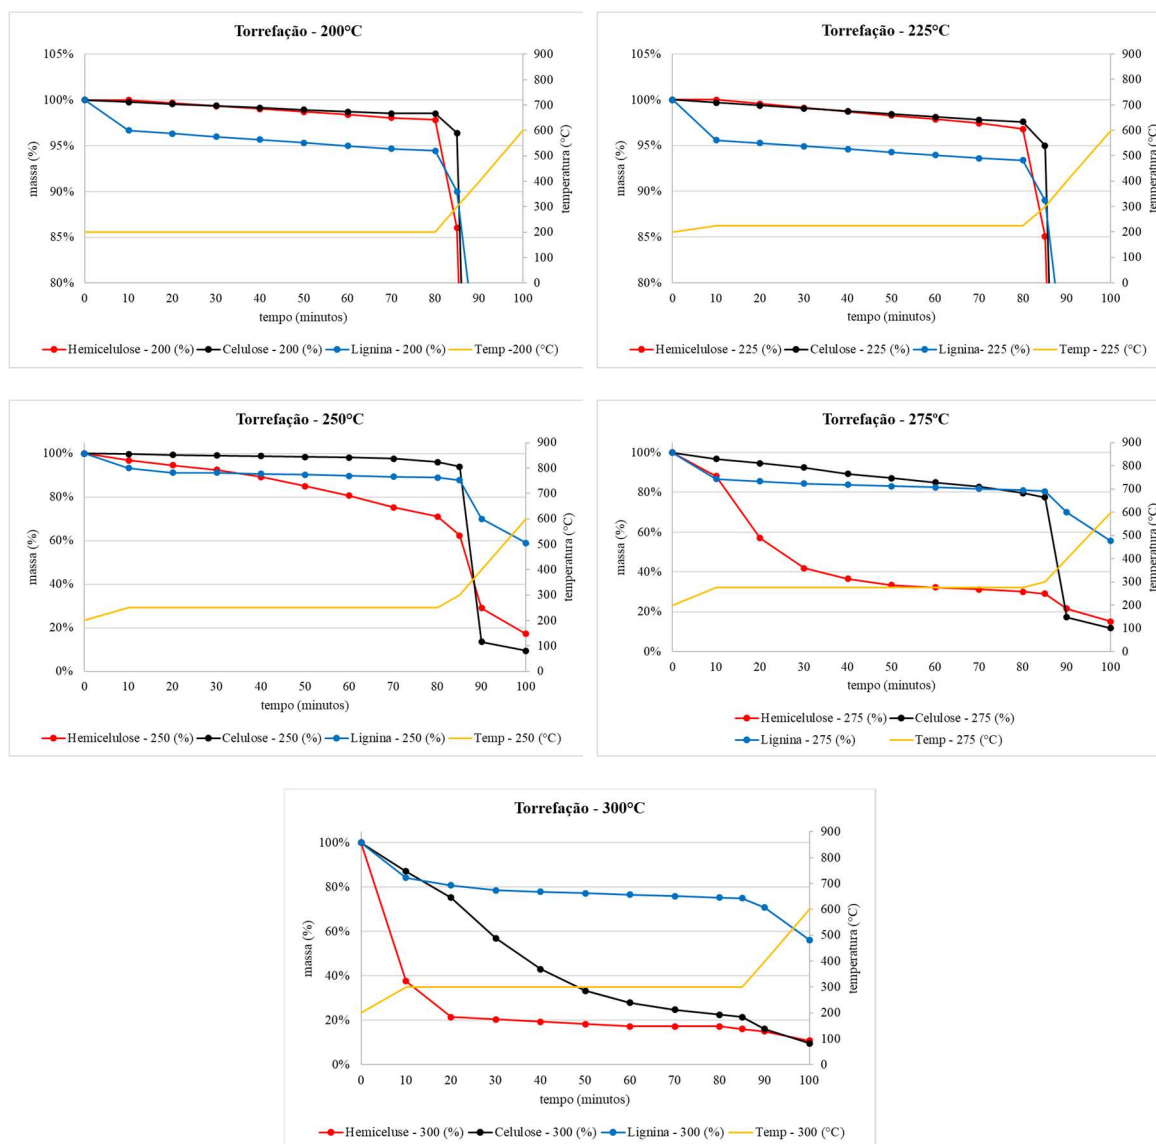 Torrefação - 200°C
105%
100%
95%
90%
85%
80%
massa (%)
900
800
700
600
500
400
300
200
100
0
temperatura (°C)
0 10 20 30 40 50 60 70 80 90 100
tempo (minutos)
Hemicelulose - 200 (%) Celulose - 200 (%) Lignina - 200 (%) Temp -200 (°C)
Torrefação - 225°C
105%
100%
95%
90%
85%
80%
massa (%)
900
800
700
600
500
400
300
200
100
0
temperatura (°C)
0 10 20 30 40 50 60 70 80 90 100
tempo (minutos)
Hemicelulose - 225 (%) Celulose - 225 (%) Lignina- 225 (%) Temp - 225 (°C)
Torrefação - 250°C
100%
80%
60%
40%
20%
0%
massa (%)
900
800
700
600
500
400
300
200
100
0
temperatura (°C)
0 10 20 30 40 50 60 70 80 90 100
tempo (minutos)
Hemicelulose - 250 (%) Celulose - 250 (%) Lignina - 250 (%) Temp - 250 (°C)
Torrefação - 275°C
100%
80%
60%
40%
20%
0%
massa (%)
900
800
700
600
500
400
300
200
100
0
temperatura (°C)
0 10 20 30 40 50 60 70 80 90 100
tempo (minutos)
Hemicelulose - 275 (%) Celulose - 275 (%)
Lignina - 275 (%) Temp - 275 (°C)
Torrefação - 300°C
100%
80%
60%
40%
20%
0%
massa (%)
900
800
700
600
500
400
300
200
100
0
temperatura (°C)
0 10 20 30 40 50 60 70 80 90 100
tempo (minutos)
Hemiceluse - 300 (%) Celulose - 300 (%) Lignina - 300 (%) Temp - 300 (°C)